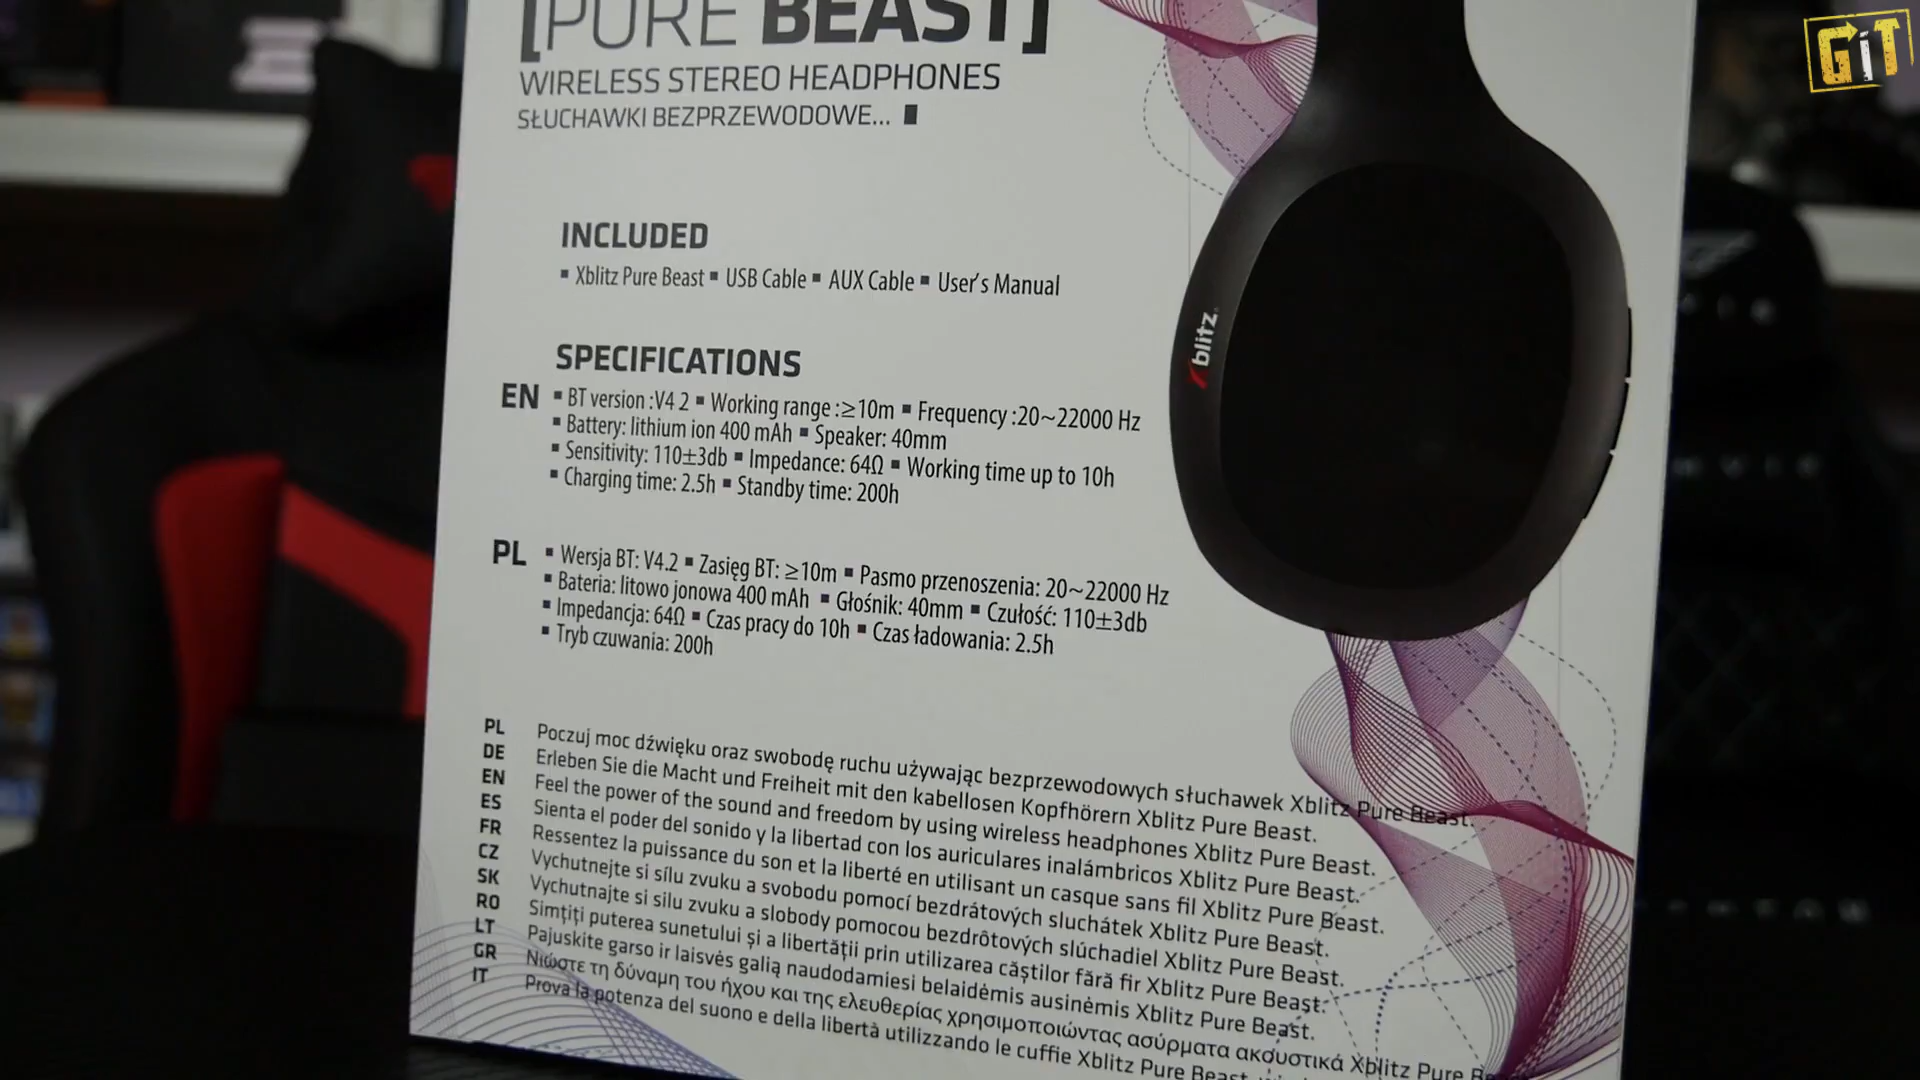 [PURE BEAST]
GiT
WIRELESS STEREO HEADPHONES
SŁUCHAWKI BEZPRZEWODOWE...
INCLUDED
▪ Xblitz Pure Beast ▪ USB Cable ▪ AUX Cable ▪ User's Manual
xblitz
SPECIFICATIONS
EN ▪ BT version :V4 2 ▪ Working range :≥10m ▪ Frequency :20~22000 Hz
▪ Battery: lithium ion 400 mAh ▪ Speaker: 40mm
▪ Sensitivity: 110±3db ▪ Impedance: 64Ω ▪ Working time up to 10h
▪ Charging time: 2.5h ▪ Standby time: 200h
PL ▪ Wersja BT: V4.2 ▪ Zasięg BT: ≥10m ▪ Pasmo przenoszenia: 20~22000 Hz
▪ Bateria: litowo jonowa 400 mAh ▪ Głośnik: 40mm ▪ Czułość: 110±3db
▪ Impedancja: 64Ω ▪ Czas pracy do 10h ▪ Czas ładowania: 2.5h
▪ Tryb czuwania: 200h
PL Poczuj moc dźwięku oraz swobodę ruchu używając bezprzewodowych słuchawek Xblitz Pure Beast.
DE Erleben Sie die Macht und Freiheit mit den kabellosen Kopfhörern Xblitz Pure Beast.
EN Feel the power of the sound and freedom by using wireless headphones Xblitz Pure Beast.
ES Sienta el poder del sonido y la libertad con los auriculares inalámbricos Xblitz Pure Beast.
FR Ressentez la puissance du son et la liberté en utilisant un casque sans fil Xblitz Pure Beast.
CZ Vychutnejte si sílu zvuku a svobodu pomocí bezdrátových sluchátek Xblitz Pure Beast.
SK Vychutnajte si silu zvuku a slobody pomocou bezdrôtových slúchadiel Xblitz Pure Beast.
RO Simțiți puterea sunetului și a libertății prin utilizarea căștilor fără fir Xblitz Pure Beast.
LT Pajuskite garso ir laisvės galią naudodamiesi belaidėmis ausinėmis Xblitz Pure Beast.
GR Νιώστε τη δύναμη του ήχου και της ελευθερίας χρησιμοποιώντας ασύρματα ακουστικά Xblitz Pure
IT Prova la potenza del suono e della libertà utilizzando le cuffie Xblitz Pure Beast